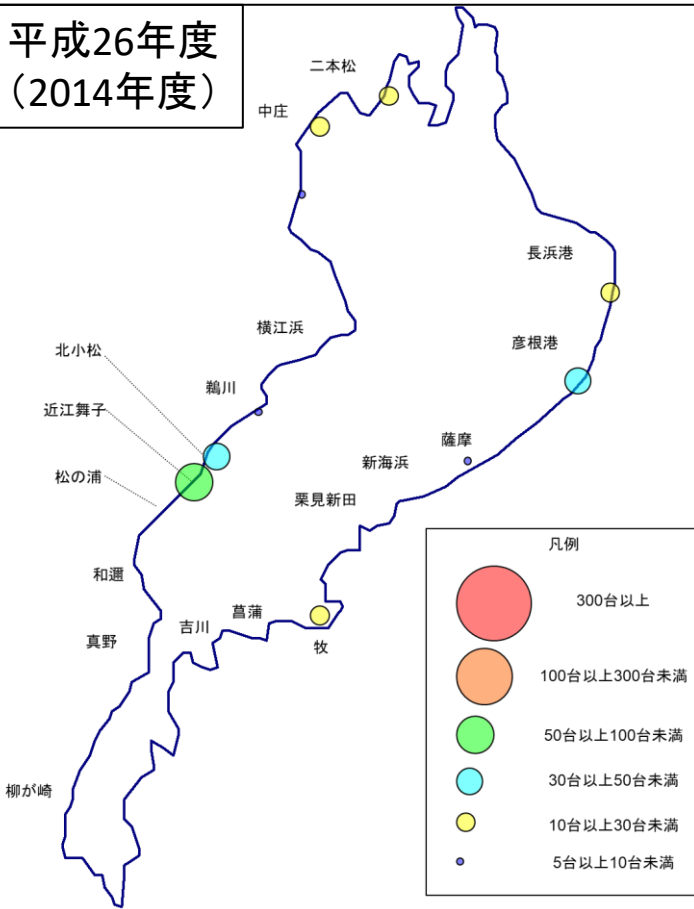 平成26年度
（2014年度）
二本松
中庄
長浜港
横江浜
彦根港
北小松
鵜川
近江舞子
薩摩
新海浜
松の浦
栗見新田
和邇
菖蒲
吉川
真野
牧
柳が崎
凡例
300台以上
100台以上300台未満
50台以上100台未満
30台以上50台未満
10台以上30台未満
5台以上10台未満